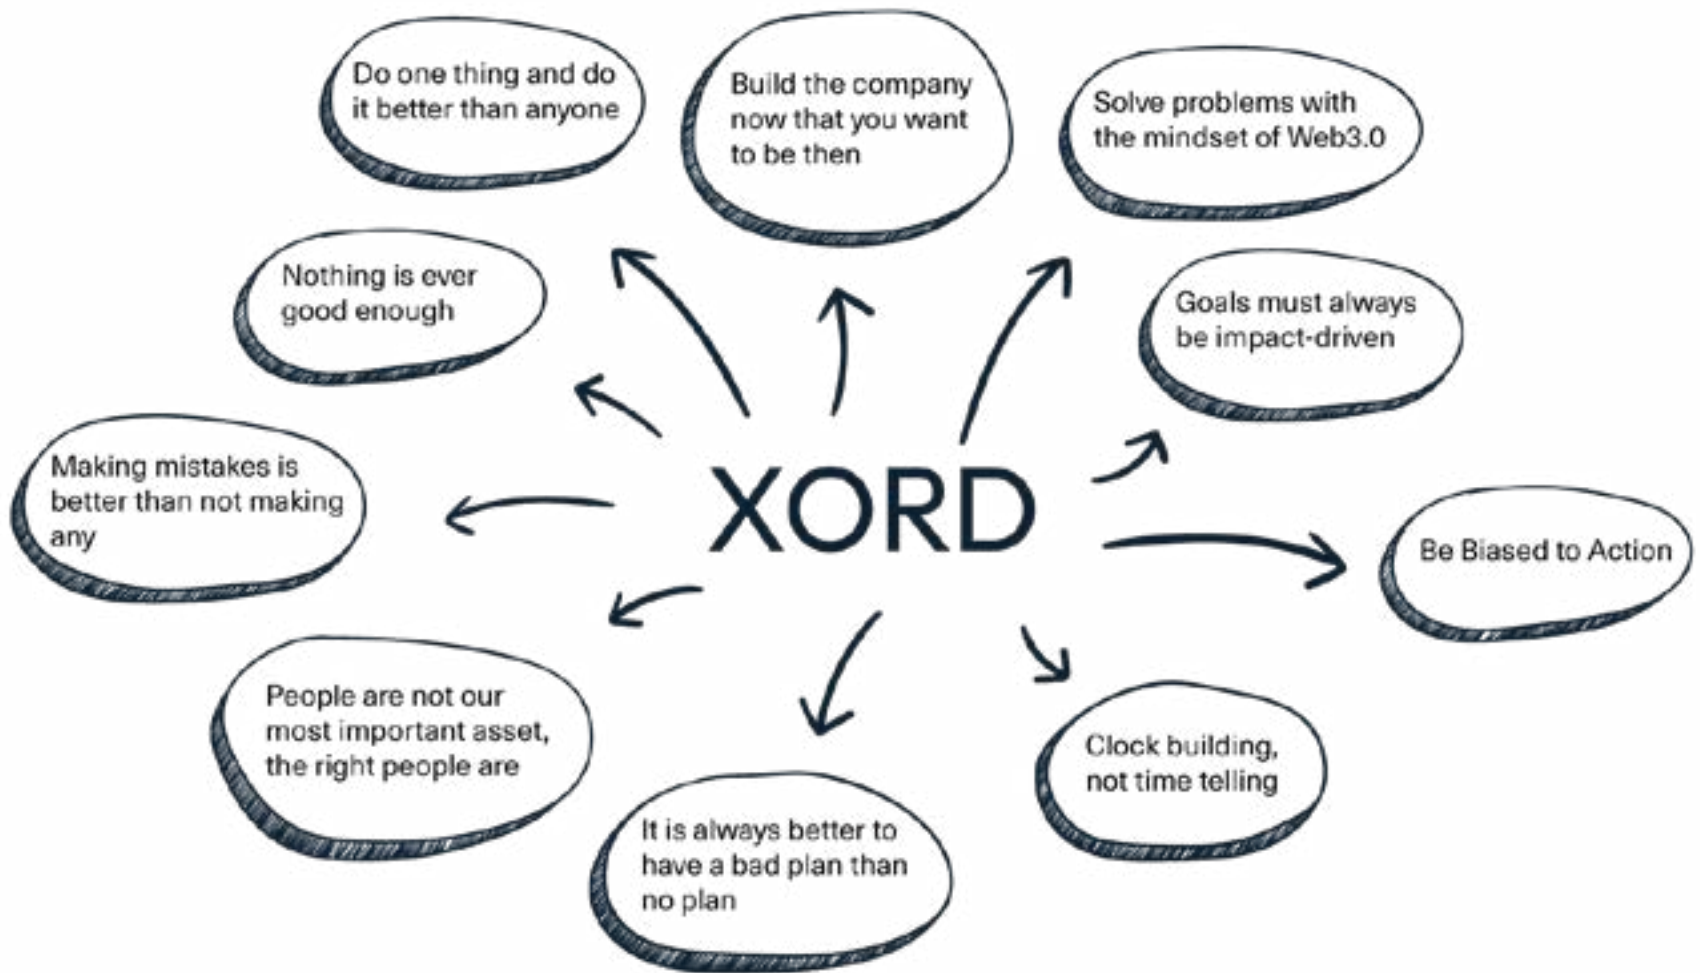 Do one thing and do
it better than anyone
Build the company
now that you want
to be then
Solve problems with
the mindset of Web3.0
Nothing is ever
good enough
Goals must always
be impact-driven
Making mistakes is
better than not making
any
XORD
Be Biased to Action
People are not our
most important asset,
the right people are
Clock building,
not time telling
It is always better to
have a bad plan than
no plan